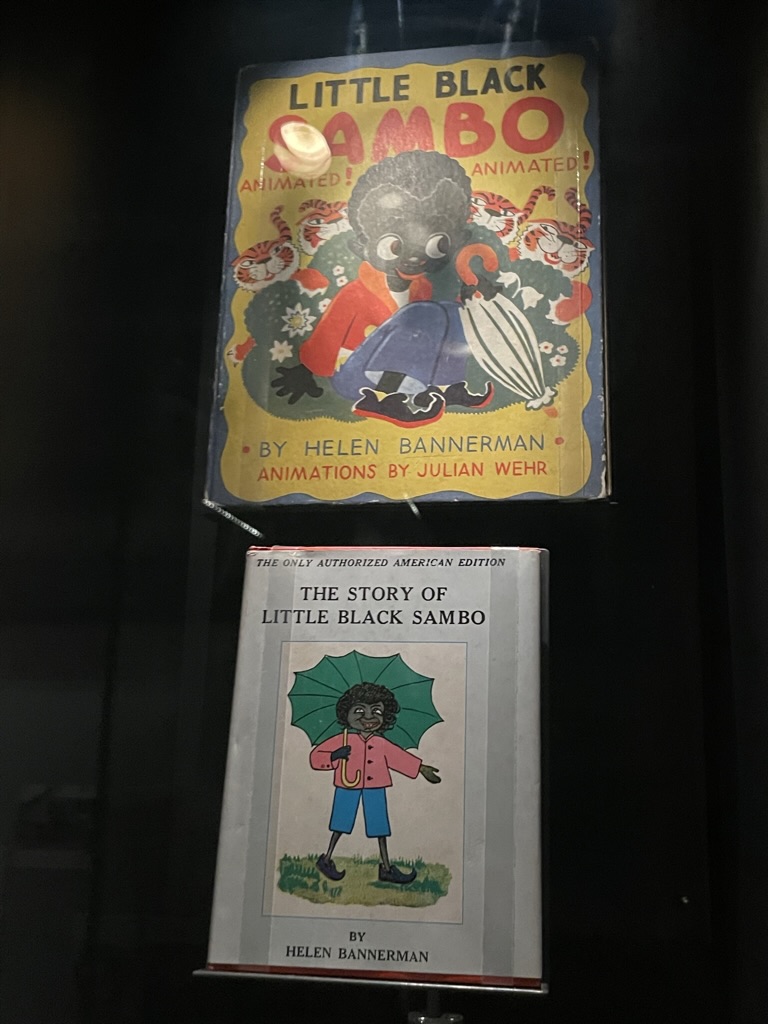 LITTLE BLACK
SAMBO
ANIMATED! ANIMATED!
• BY HELEN BANNERMAN •
ANIMATIONS BY JULIAN WEHR
THE ONLY AUTHORIZED AMERICAN EDITION
THE STORY OF
LITTLE BLACK SAMBO
BY
HELEN BANNERMAN